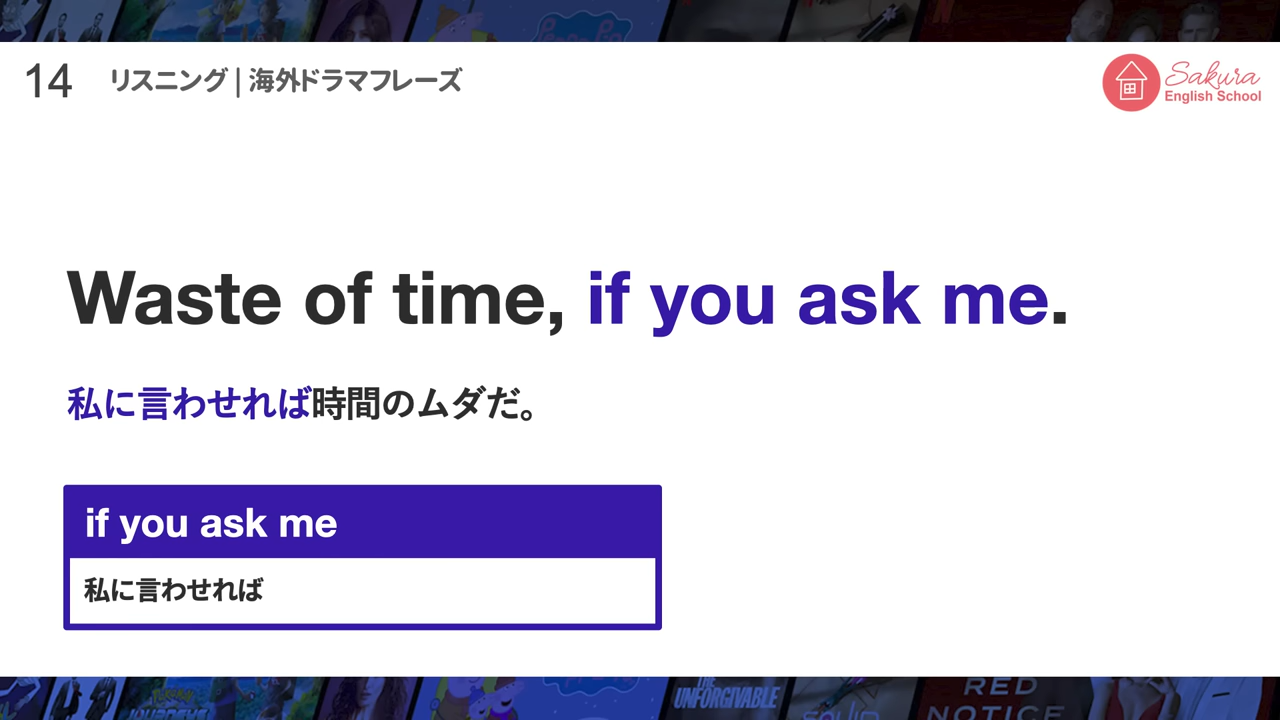 14 リスニング | 海外ドラマフレーズ
Sakura
English School
Waste of time, if you ask me.
私に言わせれば時間のムダだ。
if you ask me
私に言わせれば
THE
UNFORGIVABLE
RED
NOTICE